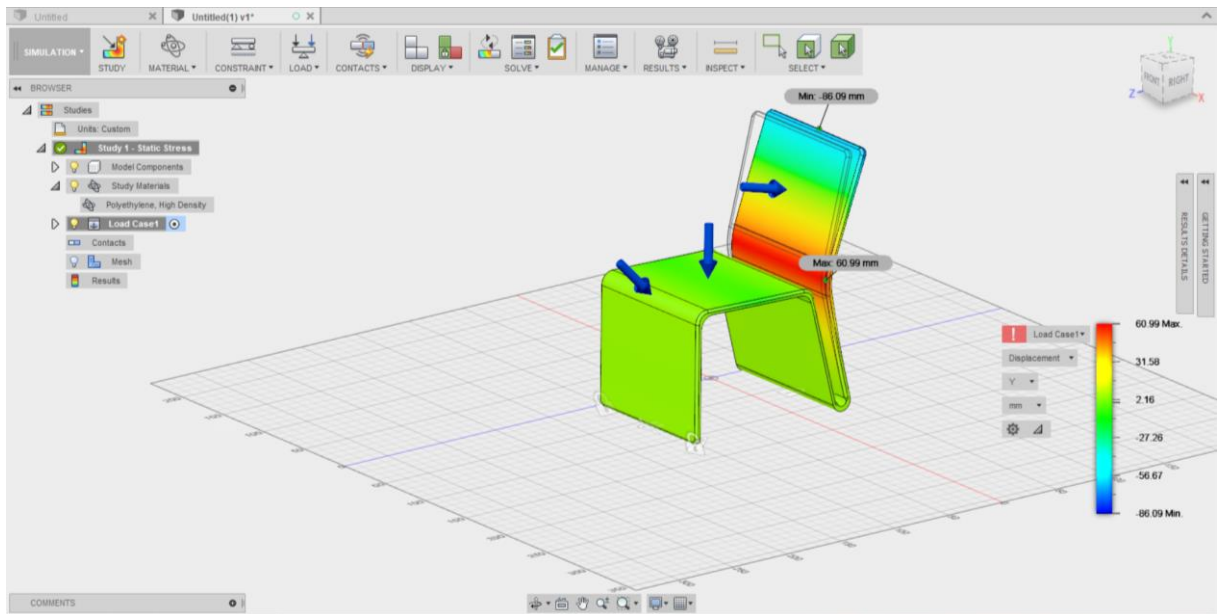 Untitled
Untitled(1) v1*
SIMULATION
STUDY
MATERIAL
CONSTRAINT
LOAD
CONTACTS
DISPLAY
SOLVE
MANAGE
RESULTS
INSPECT
SELECT
BROWSER
Studies
Units: Custom
Study 1 - Static Stress
Model Components
Study Materials
Polyethylene, High Density
Load Case1
Contacts
Mesh
Results
Min: -86.09 mm
Max: 60.99 mm
Y
FRONT
RIGHT
Z
X
RESULTS DETAILS
GETTING STARTED
Load Case1
Displacement
Y
mm
60.99 Max.
31.58
2.16
-27.26
-56.67
-86.09 Min.
COMMENTS